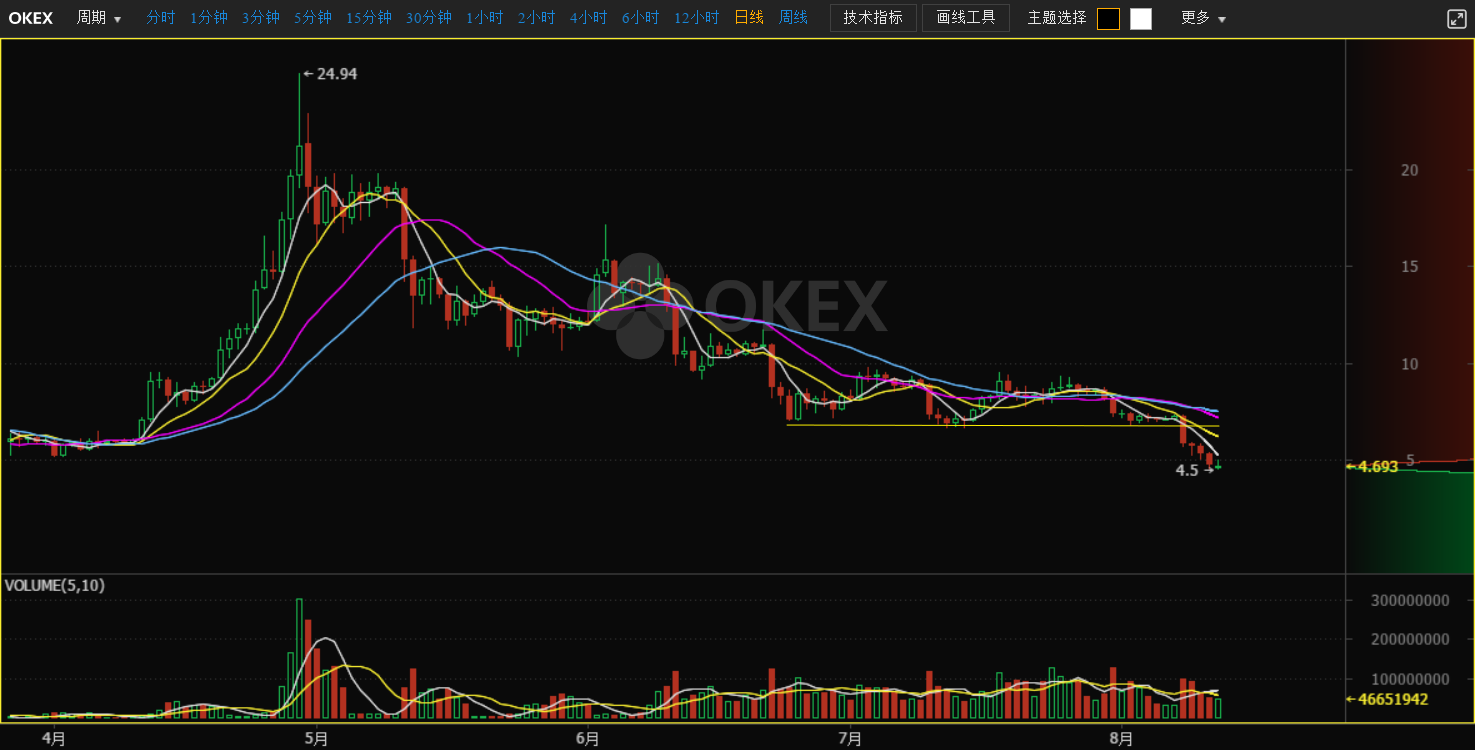 OKEX 周期 分时 1分钟 3分钟 5分钟 15分钟 30分钟 1小时 2小时 4小时 6小时 12小时 日线 周线 技术指标 画线工具 主题选择 更多
24.94
20
15
OKEX
10
5
4.693
4.5
VOLUME(5,10)
300000000
200000000
100000000
46651942
4月 5月 6月 7月 8月